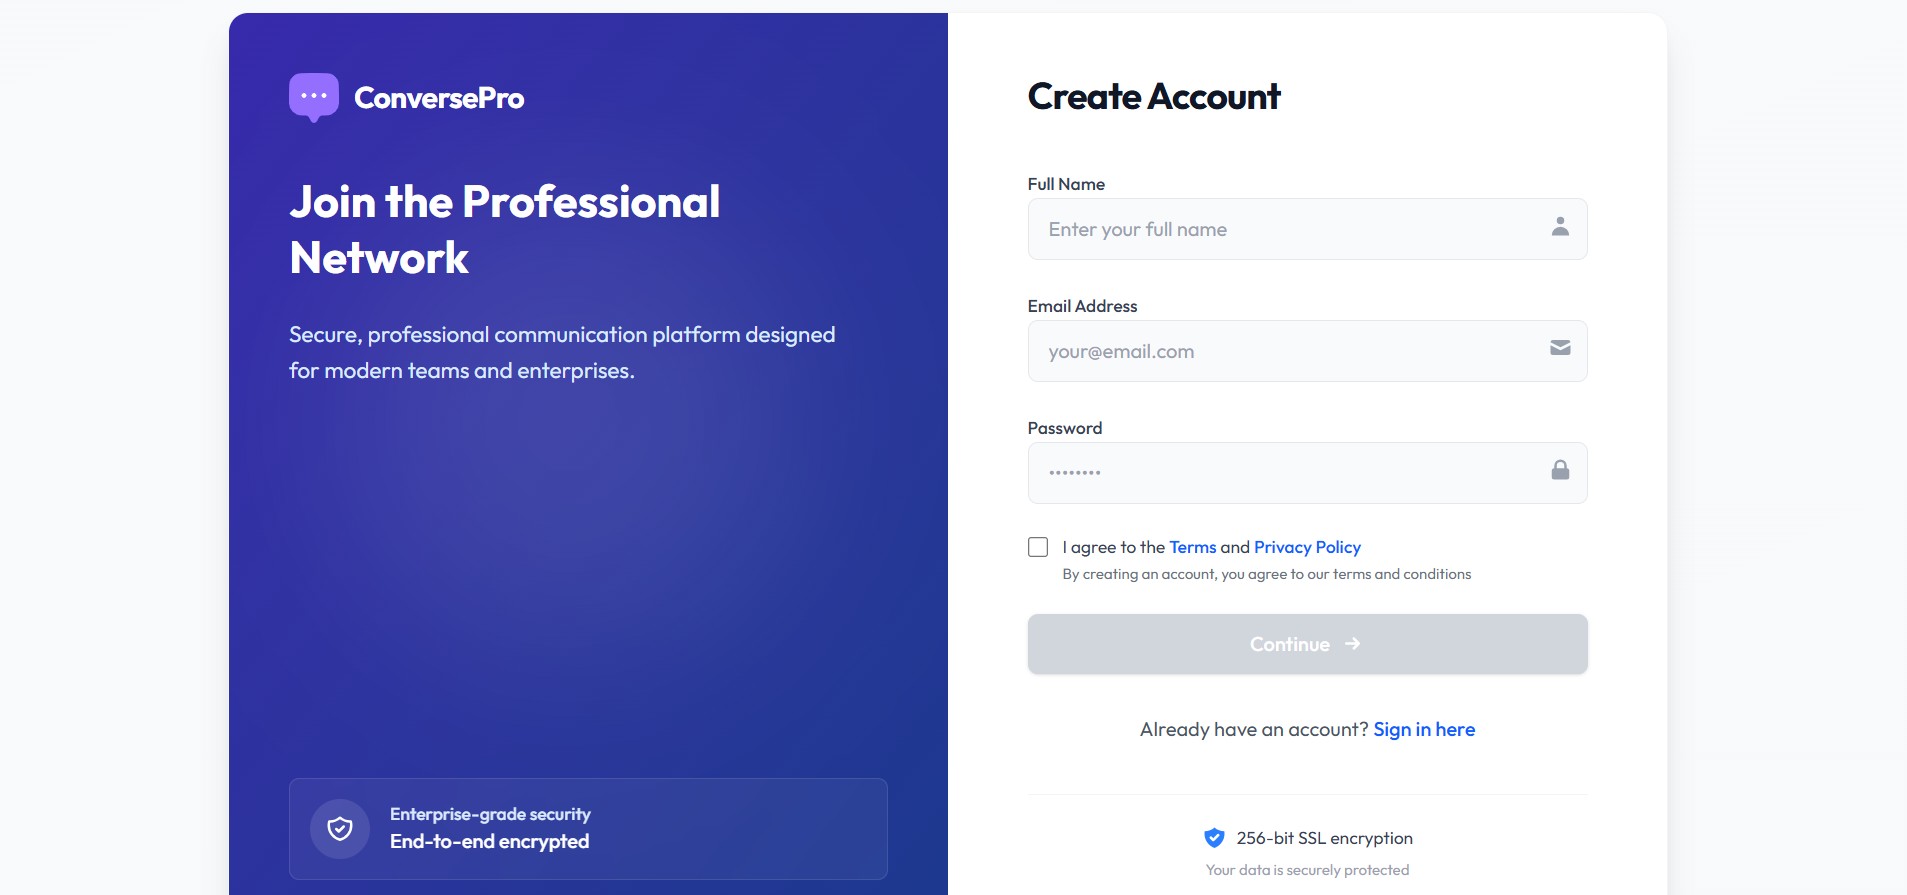 ConversePro
Join the Professional
Network
Secure, professional communication platform designed
for modern teams and enterprises.
Enterprise-grade security
End-to-end encrypted
Create Account
Full Name
Enter your full name
Email Address
your@email.com
Password
••••••••
I agree to the Terms and Privacy Policy
By creating an account, you agree to our terms and conditions
Continue →
Already have an account? Sign in here
256-bit SSL encryption
Your data is securely protected